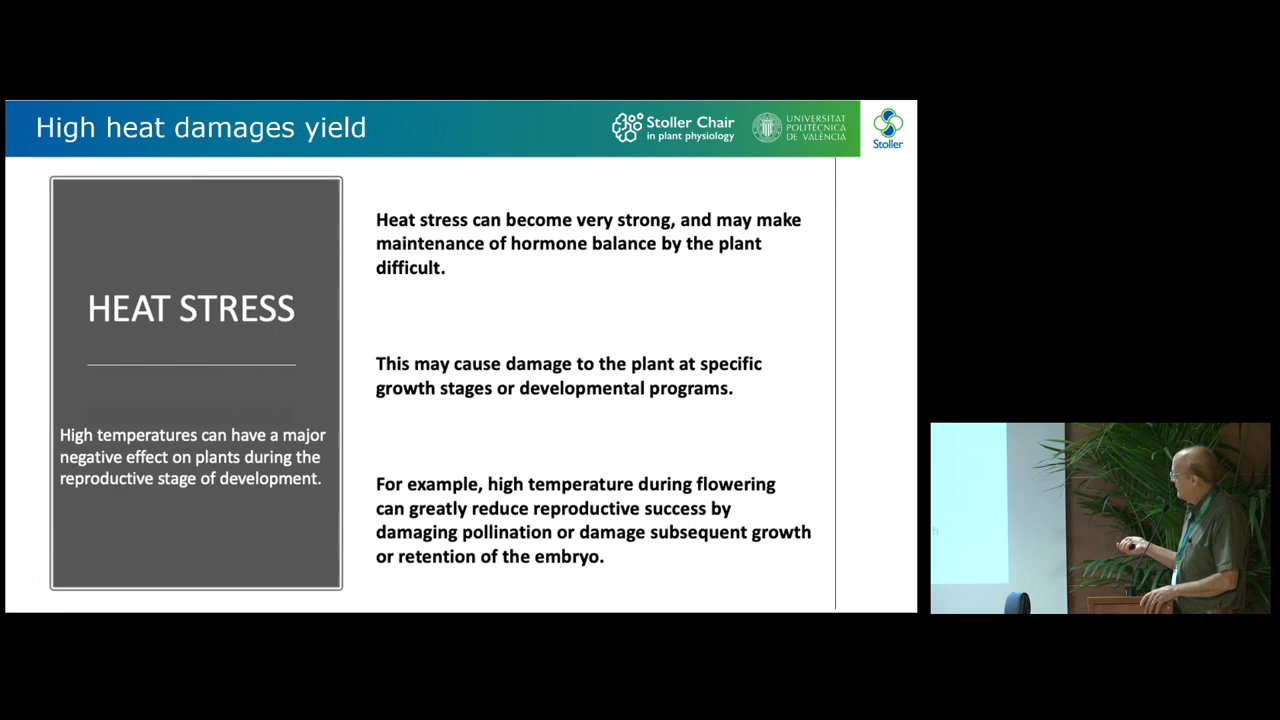 High heat damages yield
Stoller Chair
in plant physiology
UNIVERSITAT
POLITÈCNICA
DE VALÈNCIA
Stoller
HEAT STRESS
High temperatures can have a major
negative effect on plants during the
reproductive stage of development.
Heat stress can become very strong, and may make
maintenance of hormone balance by the plant
difficult.
This may cause damage to the plant at specific
growth stages or developmental programs.
For example, high temperature during flowering
can greatly reduce reproductive success by
damaging pollination or damage subsequent growth
or retention of the embryo.